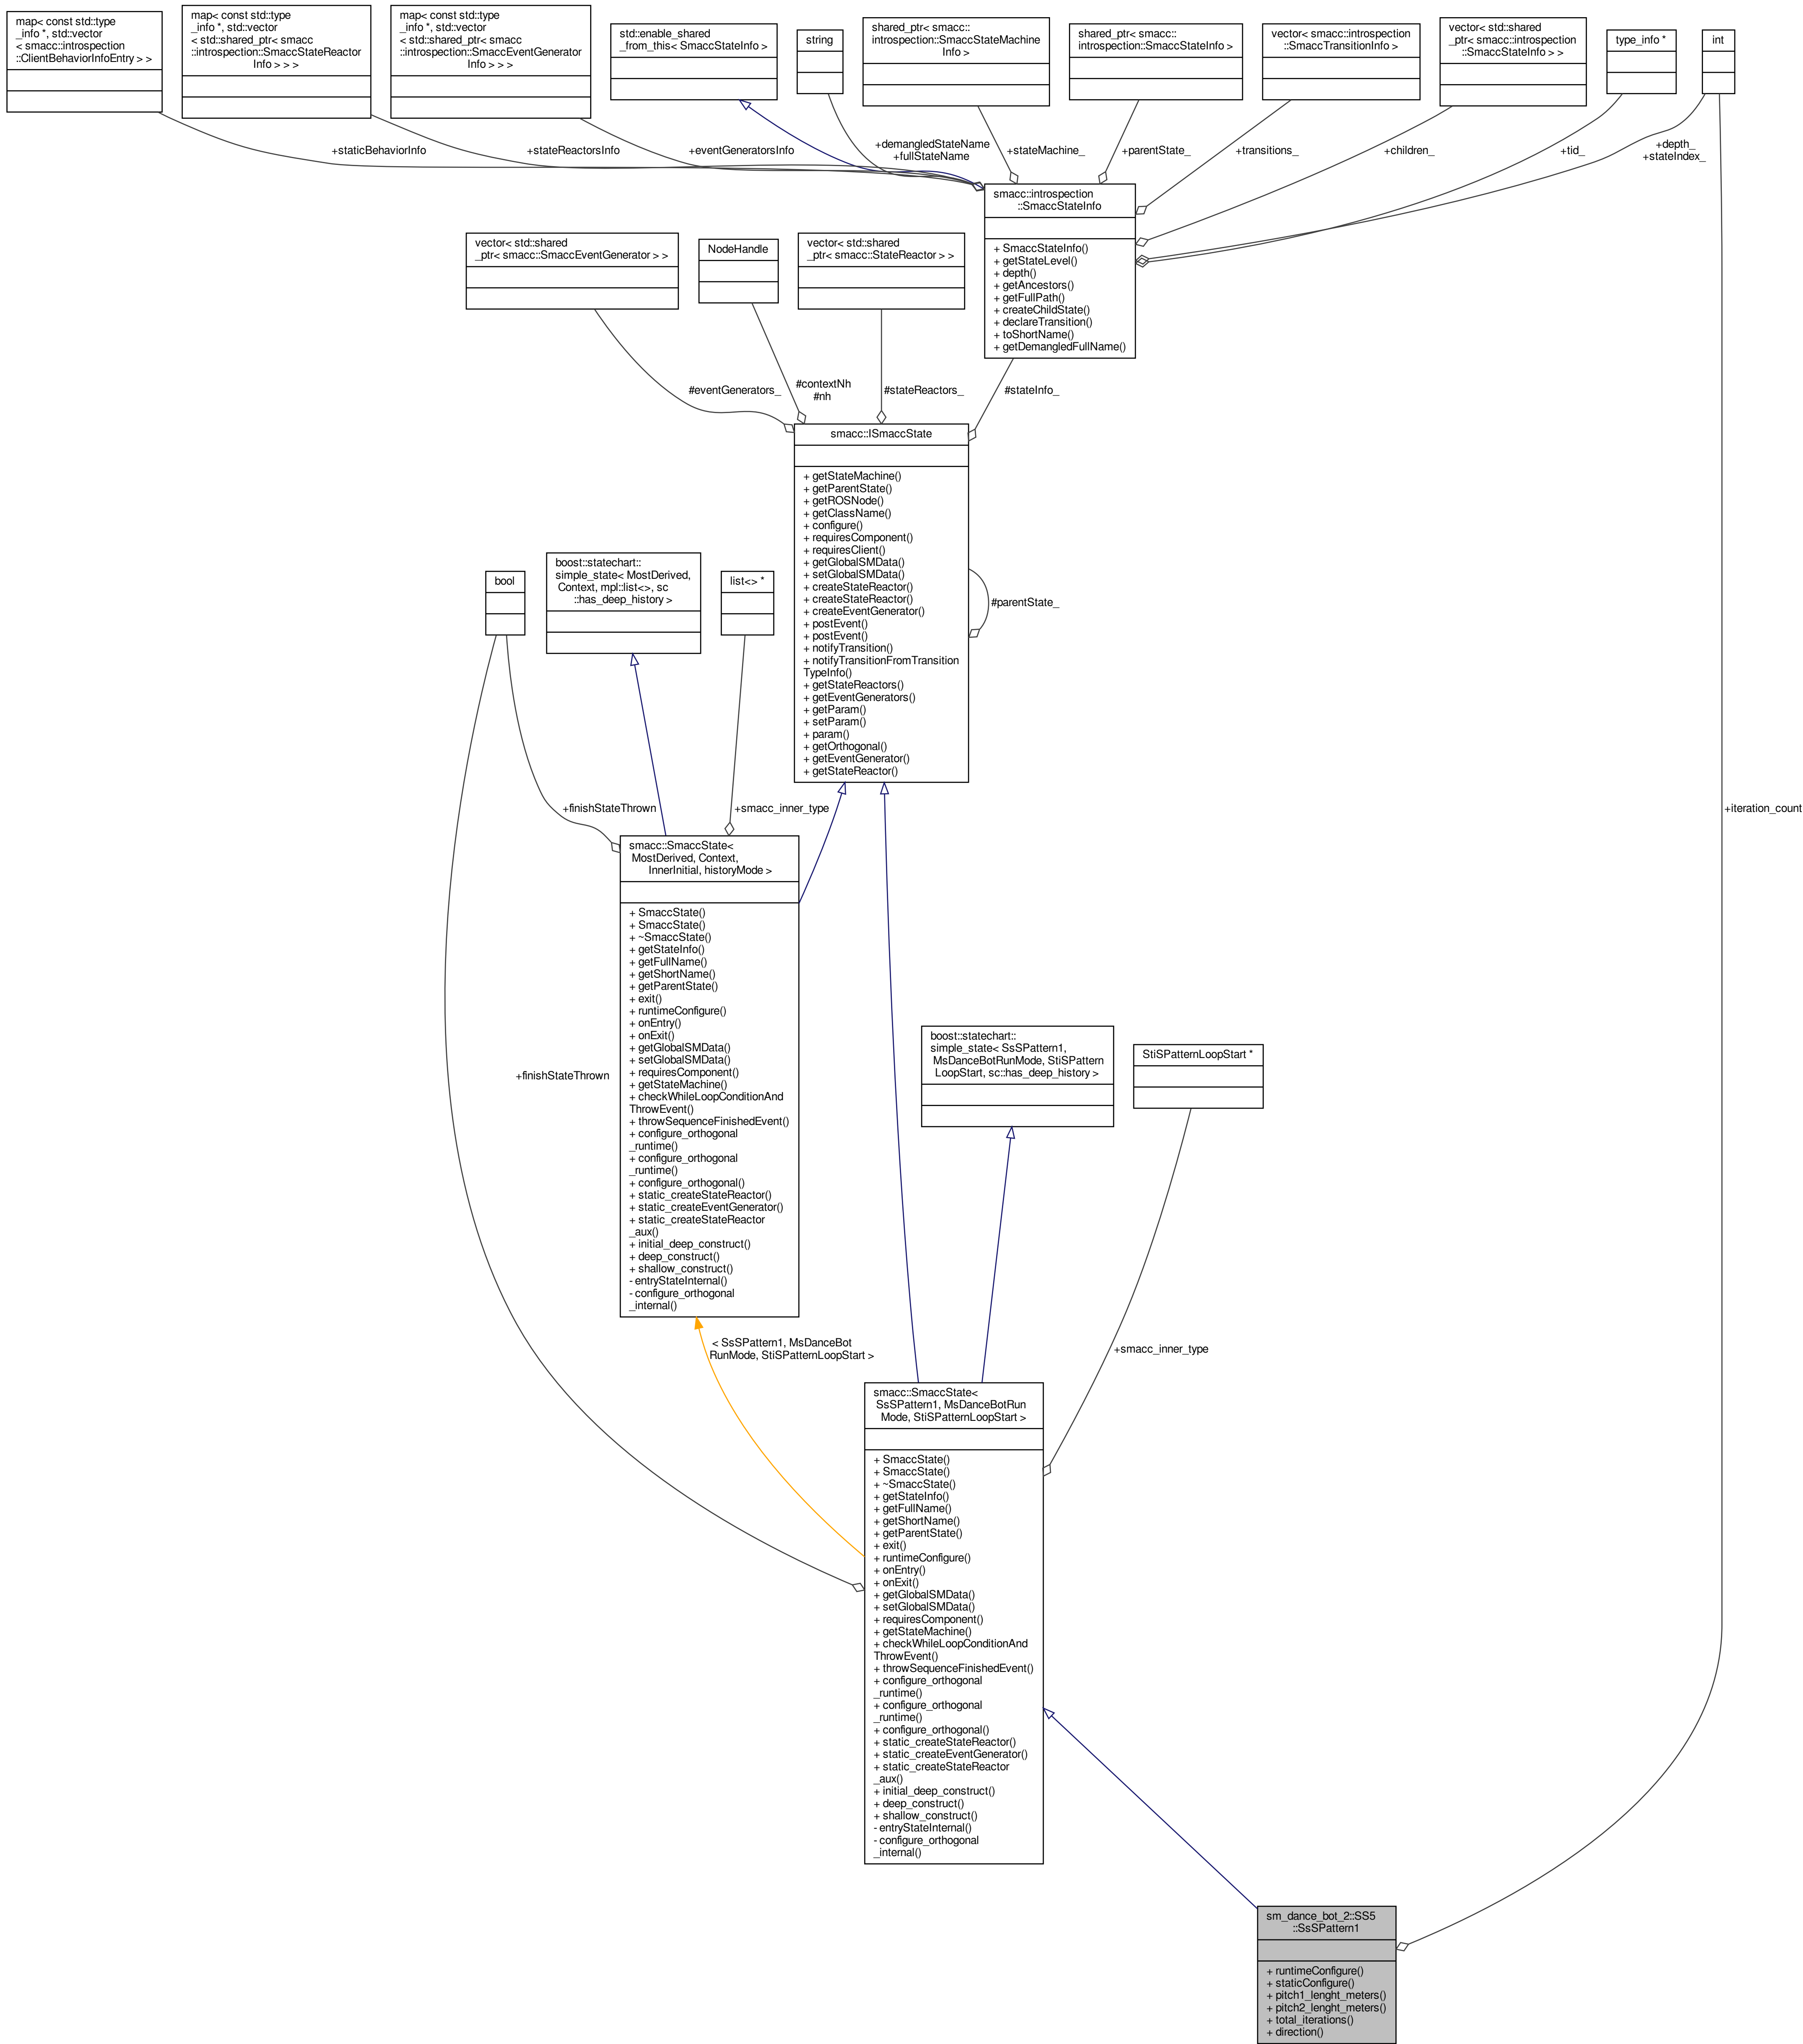 map< const std::type
_info *, std::vector
< smacc::introspection
::ClientBehaviorInfoEntry > >
map< const std::type
_info *, std::vector
< std::shared_ptr< smacc
::introspection::SmaccStateReactor
Info > > >
map< const std::type
_info *, std::vector
< std::shared_ptr< smacc
::introspection::SmaccEventGenerator
Info > > >
std::enable_shared
_from_this< SmaccStateInfo >
string
shared_ptr< smacc::
introspection::SmaccStateMachine
Info >
shared_ptr< smacc::
introspection::SmaccStateInfo >
vector< smacc::introspection
::SmaccTransitionInfo >
vector< std::shared
_ptr< smacc::introspection
::SmaccStateInfo > >
type_info *
int
+staticBehaviorInfo
+stateReactorsInfo
+eventGeneratorsInfo
+demangledStateName
+fullStateName
+stateMachine_
+parentState_
+transitions_
+children_
+tid_
+depth_
+stateIndex_
smacc::introspection
::SmaccStateInfo
+ SmaccStateInfo()
+ getStateLevel()
+ depth()
+ getAncestors()
+ getFullPath()
+ createChildState()
+ declareTransition()
+ toShortName()
+ getDemangledFullName()
vector< std::shared
_ptr< smacc::SmaccEventGenerator > >
NodeHandle
vector< std::shared
_ptr< smacc::StateReactor > >
#eventGenerators_
#contextNh
#nh
#stateReactors_
#stateInfo_
smacc::ISmaccState
+ getStateMachine()
+ getParentState()
+ getROSNode()
+ getClassName()
+ configure()
+ requiresComponent()
+ requiresClient()
+ getGlobalSMData()
+ setGlobalSMData()
+ createStateReactor()
+ createStateReactor()
+ createEventGenerator()
+ postEvent()
+ postEvent()
+ notifyTransition()
+ notifyTransitionFromTransition
TypeInfo()
+ getStateReactors()
+ getEventGenerators()
+ getParam()
+ setParam()
+ param()
+ getOrthogonal()
+ getEventGenerator()
+ getStateReactor()
#parentState_
bool
boost::statechart::
simple_state< MostDerived,
Context, mpl::list<>, sc
::has_deep_history >
list<> *
+finishStateThrown
+smacc_inner_type
+iteration_count
smacc::SmaccState<
MostDerived, Context,
InnerInitial, historyMode >
+ SmaccState()
+ SmaccState()
+ ~SmaccState()
+ getStateInfo()
+ getFullName()
+ getShortName()
+ getParentState()
+ exit()
+ runtimeConfigure()
+ onEntry()
+ onExit()
+ getGlobalSMData()
+ setGlobalSMData()
+ requiresComponent()
+ getStateMachine()
+ checkWhileLoopConditionAnd
ThrowEvent()
+ throwSequenceFinishedEvent()
+ configure_orthogonal
_runtime()
+ configure_orthogonal
_runtime()
+ configure_orthogonal()
+ static_createStateReactor()
+ static_createEventGenerator()
+ static_createStateReactor
_aux()
+ initial_deep_construct()
+ deep_construct()
+ shallow_construct()
- entryStateInternal()
- configure_orthogonal
_internal()
+finishStateThrown
boost::statechart::
simple_state< SsSPattern1,
MsDanceBotRunMode, StiSPattern
LoopStart, sc::has_deep_history >
StiSPatternLoopStart *
< SsSPattern1, MsDanceBot
RunMode, StiSPatternLoopStart >
+smacc_inner_type
smacc::SmaccState<
SsSPattern1, MsDanceBotRun
Mode, StiSPatternLoopStart >
+ SmaccState()
+ SmaccState()
+ ~SmaccState()
+ getStateInfo()
+ getFullName()
+ getShortName()
+ getParentState()
+ exit()
+ runtimeConfigure()
+ onEntry()
+ onExit()
+ getGlobalSMData()
+ setGlobalSMData()
+ requiresComponent()
+ getStateMachine()
+ checkWhileLoopConditionAnd
ThrowEvent()
+ throwSequenceFinishedEvent()
+ configure_orthogonal
_runtime()
+ configure_orthogonal
_runtime()
+ configure_orthogonal()
+ static_createStateReactor()
+ static_createEventGenerator()
+ static_createStateReactor
_aux()
+ initial_deep_construct()
+ deep_construct()
+ shallow_construct()
- entryStateInternal()
- configure_orthogonal
_internal()
sm_dance_bot_2::SS5
::SsSPattern1
+ runtimeConfigure()
+ staticConfigure()
+ pitch1_lenght_meters()
+ pitch2_lenght_meters()
+ total_iterations()
+ direction()